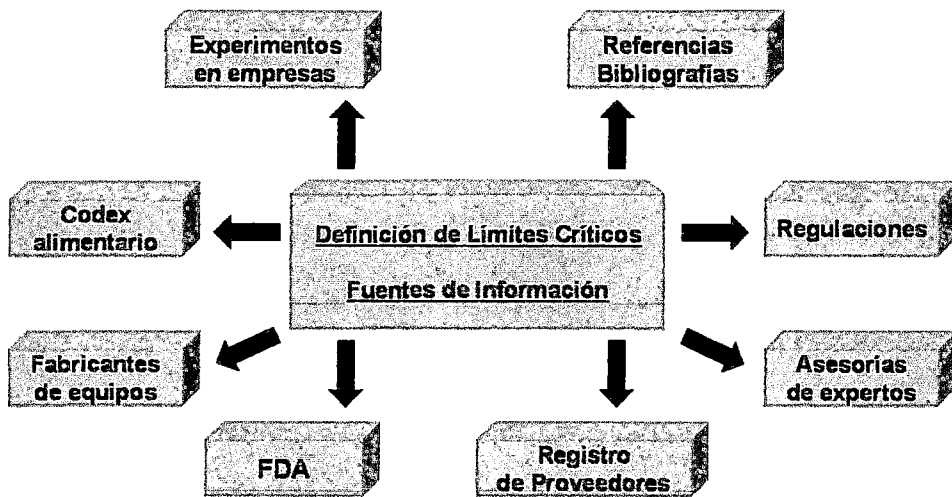 Experimentos
en empresas
Referencias
Bibliografías
Codex
alimentario
Definición de Límites Críticos
Fuentes de Información
Regulaciones
Fabricantes
de equipos
Asesorías
de expertos
FDA
Registro
de Proveedores